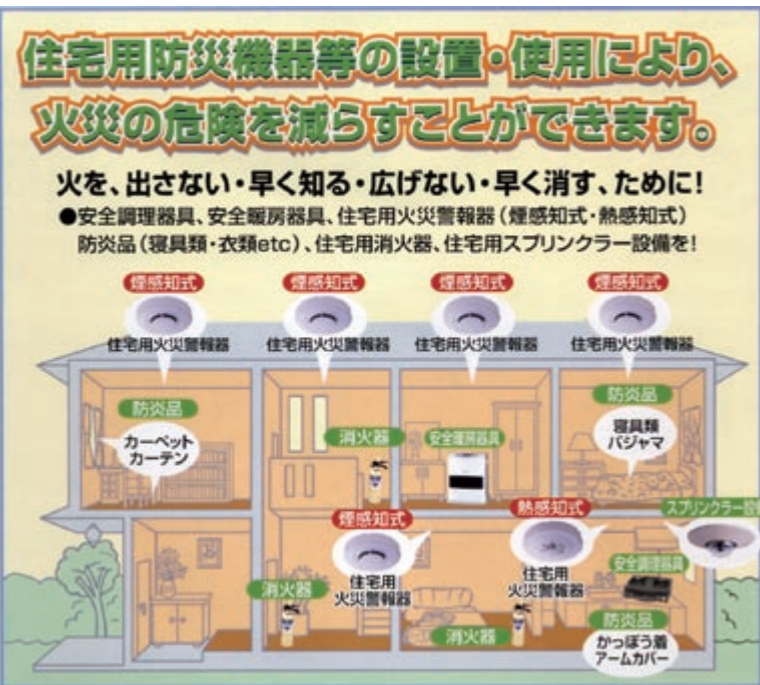 住宅用防災機器等の設置・使用により、
火災の危険を減らすことができます。
火を、出さない・早く知る・広げない・早く消す、ために!
●安全調理器具、安全暖房器具、住宅用火災警報器(煙感知式・熱感知式)
防炎品(寝具類・衣類etc)、住宅用消火器、住宅用スプリンクラー設備を!
煙感知式
住宅用火災警報器
煙感知式
住宅用火災警報器
煙感知式
住宅用火災警報器
煙感知式
住宅用火災警報器
防炎品
カーペット
カーテン
消火器
安全暖房器具
防炎品
寝具類
パジャマ
煙感知式
住宅用
火災警報器
熱感知式
住宅用
火災警報器
スプリンクラー設備
消火器
消火器
安全調理器具
防炎品
かっぽう着
アームカバー